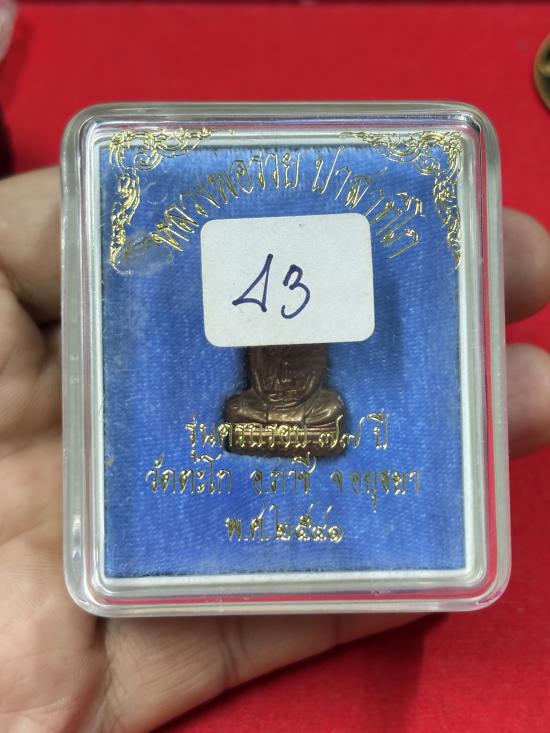 หลวงพ่อรวย ปาสาทิโก
43
รุ่นครบรอบ ๗๗ ปี
วัดตะโก อ.ภาชี จ.อยุธยา
พ.ศ.๒๕๔๑